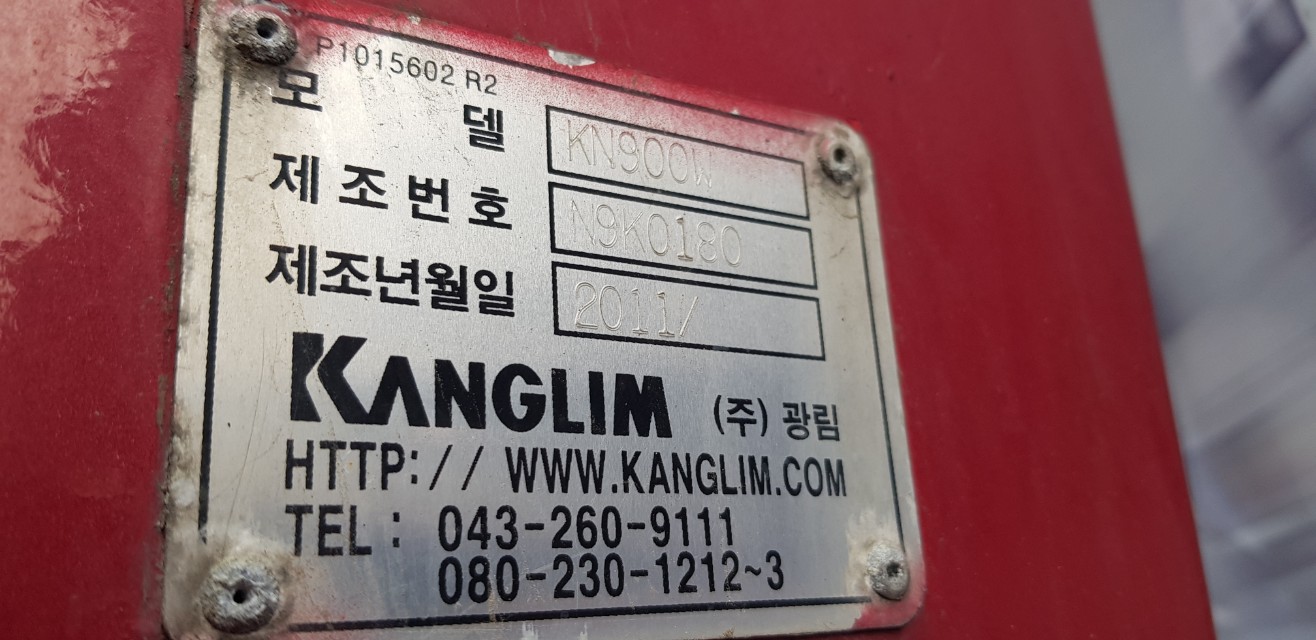 P1015602 R2
모 델 KN900W
제 조 번 호 N9K0180
제조년월일 2011/
KANGLIM (주) 광림
HTTP:// WWW.KANGLIM.COM
TEL : 043-260-9111
080-230-1212~3